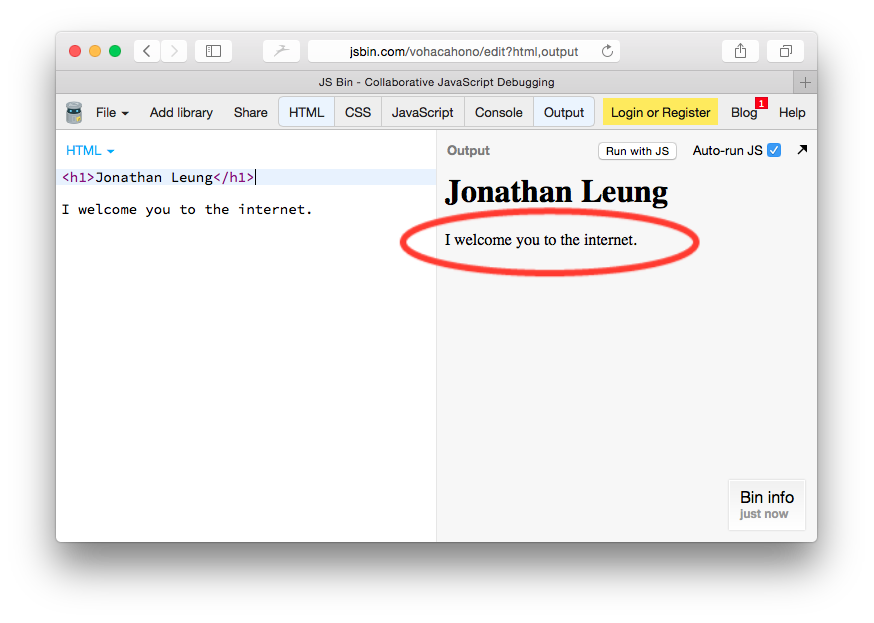 jsbin.com/vohacahono/edit?html,output
JS Bin - Collaborative JavaScript Debugging
File Add library Share HTML CSS JavaScript Console Output Login or Register Blog 1 Help
HTML
<h1>Jonathan Leung</h1>
I welcome you to the internet.
Output Run with JS Auto-run JS
Jonathan Leung
I welcome you to the internet.
Bin info
just now